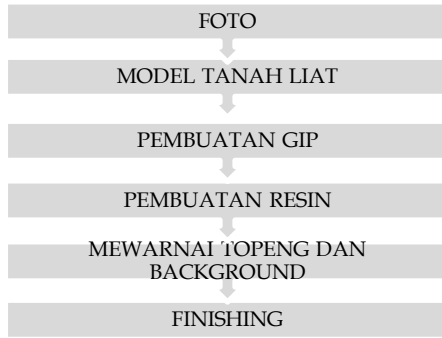 FOTO
MODEL TANAH LIAT
PEMBUATAN GIP
PEMBUATAN RESIN
MEWARNAI TOPENG DAN
BACKGROUND
FINISHING